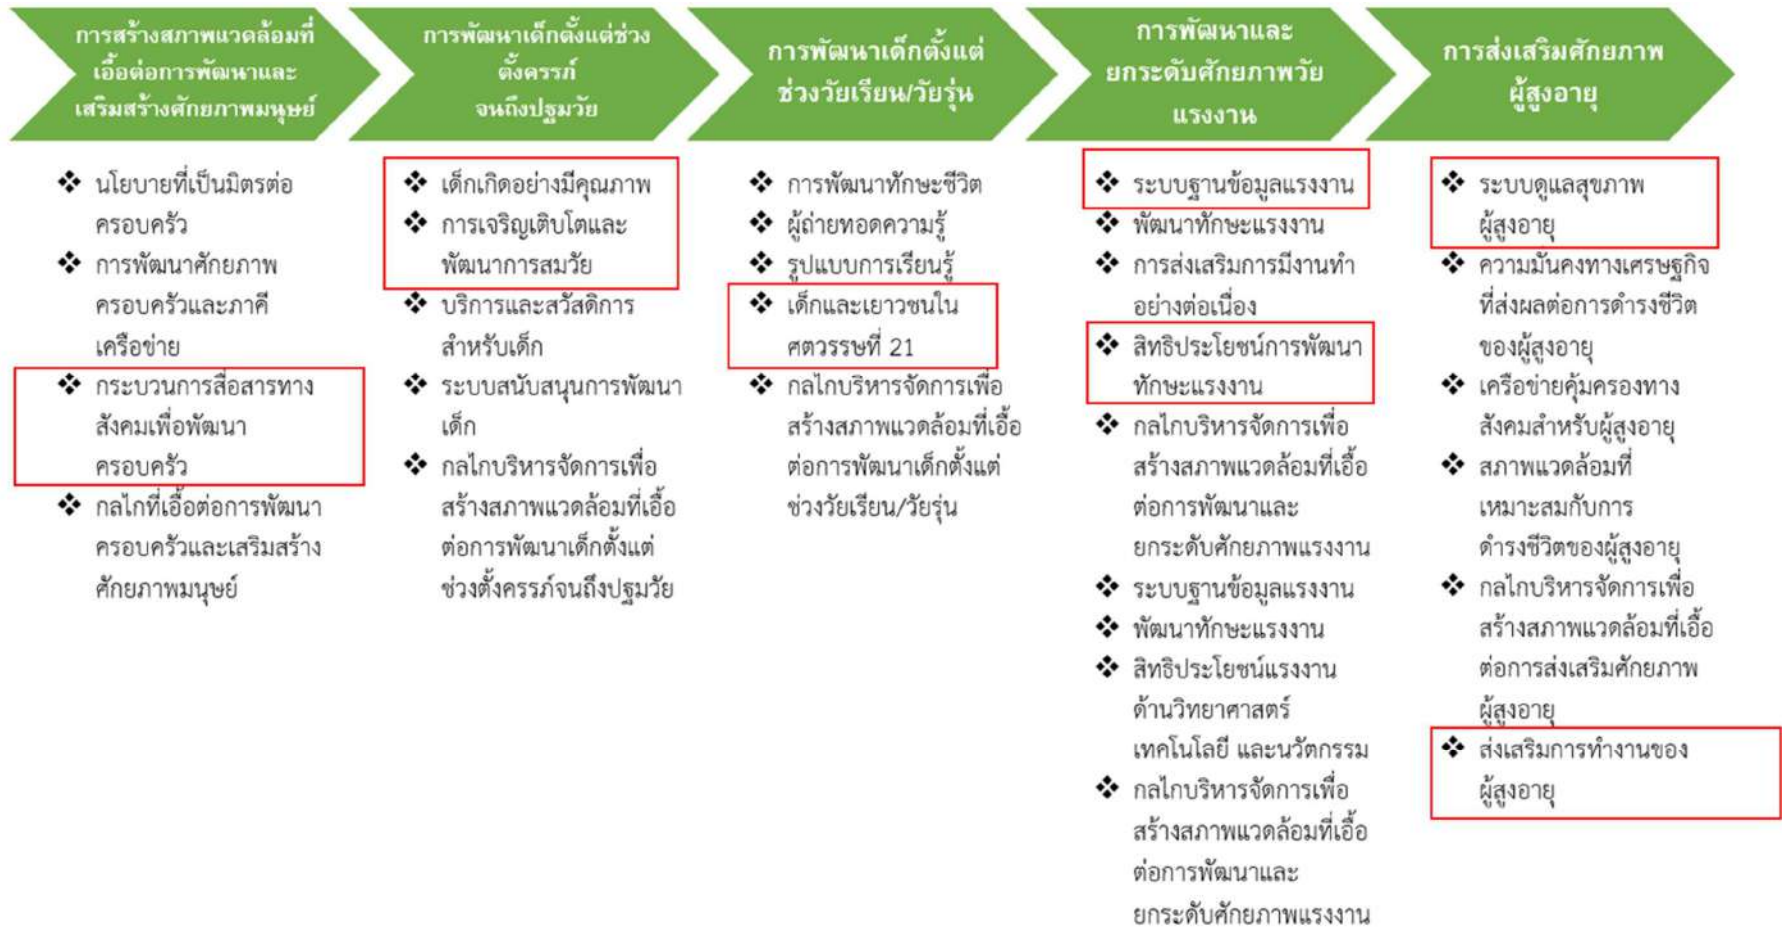 การสร้างสภาพแวดล้อมที่
เอื้อต่อการพัฒนาและ
เสริมสร้างศักยภาพมนุษย์
❖ นโยบายที่เป็นมิตรต่อ
ครอบครัว
❖ การพัฒนาศักยภาพ
ครอบครัวและภาคี
เครือข่าย
❖ กระบวนการสื่อสารทาง
สังคมเพื่อพัฒนา
ครอบครัว
❖ กลไกที่เอื้อต่อการพัฒนา
ครอบครัวและเสริมสร้าง
ศักยภาพมนุษย์
การพัฒนาเด็กตั้งแต่ช่วง
ตั้งครรภ์
จนถึงปฐมวัย
❖ เด็กเกิดอย่างมีคุณภาพ
❖ การเจริญเติบโตและ
พัฒนาการสมวัย
❖ บริการและสวัสดิการ
สำหรับเด็ก
❖ ระบบสนับสนุนการพัฒนา
เด็ก
❖ กลไกบริหารจัดการเพื่อ
สร้างสภาพแวดล้อมที่เอื้อ
ต่อการพัฒนาเด็กตั้งแต่
ช่วงตั้งครรภ์จนถึงปฐมวัย
การพัฒนาเด็กตั้งแต่
ช่วงวัยเรียน/วัยรุ่น
❖ การพัฒนาทักษะชีวิต
❖ ผู้ถ่ายทอดความรู้
❖ รูปแบบการเรียนรู้
❖ เด็กและเยาวชนใน
ศตวรรษที่ 21
❖ กลไกบริหารจัดการเพื่อ
สร้างสภาพแวดล้อมที่เอื้อ
ต่อการพัฒนาเด็กตั้งแต่
ช่วงวัยเรียน/วัยรุ่น
การพัฒนาและ
ยกระดับศักยภาพวัย
แรงงาน
❖ ระบบฐานข้อมูลแรงงาน
❖ พัฒนาทักษะแรงงาน
❖ การส่งเสริมการมีงานทำ
อย่างต่อเนื่อง
❖ สิทธิประโยชน์การพัฒนา
ทักษะแรงงาน
❖ กลไกบริหารจัดการเพื่อ
สร้างสภาพแวดล้อมที่เอื้อ
ต่อการพัฒนาและ
ยกระดับศักยภาพแรงงาน
❖ ระบบฐานข้อมูลแรงงาน
❖ พัฒนาทักษะแรงงาน
❖ สิทธิประโยชน์แรงงาน
ด้านวิทยาศาสตร์
เทคโนโลยี และนวัตกรรม
❖ กลไกบริหารจัดการเพื่อ
สร้างสภาพแวดล้อมที่เอื้อ
ต่อการพัฒนาและ
ยกระดับศักยภาพแรงงาน
การส่งเสริมศักยภาพ
ผู้สูงอายุ
❖ ระบบดูแลสุขภาพ
ผู้สูงอายุ
❖ ความมั่นคงทางเศรษฐกิจ
ที่ส่งผลต่อการดำรงชีวิต
ของผู้สูงอายุ
❖ เครือข่ายคุ้มครองทาง
สังคมสำหรับผู้สูงอายุ
❖ สภาพแวดล้อมที่
เหมาะสมกับการ
ดำรงชีวิตของผู้สูงอายุ
❖ กลไกบริหารจัดการเพื่อ
สร้างสภาพแวดล้อมที่เอื้อ
ต่อการส่งเสริมศักยภาพ
ผู้สูงอายุ
❖ ส่งเสริมการทำงานของ
ผู้สูงอายุ